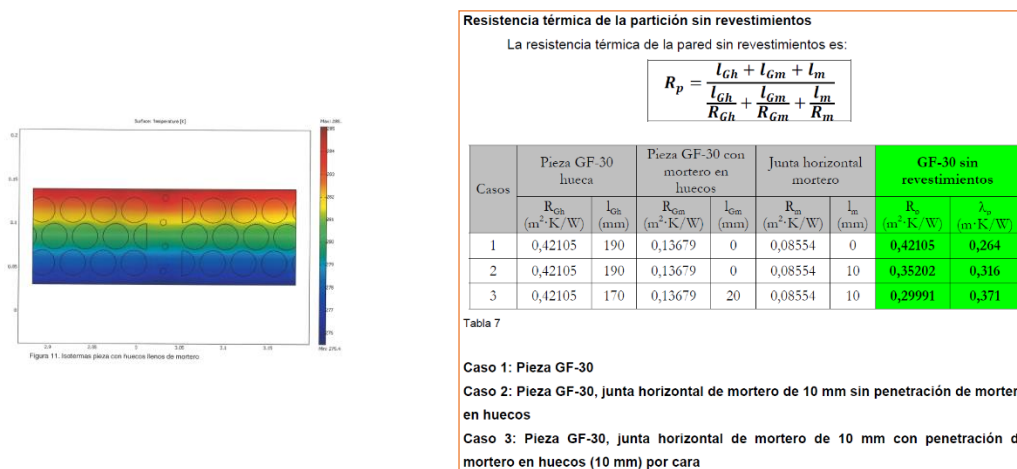 Surface: Temperatura [K]
Figura 11. Isotermas pieza con huecos llenos de mortero
Resistencia térmica de la partición sin revestimientos
La resistencia térmica de la pared sin revestimientos es:
R_p = (l_Gh + l_Gm + l_m) / (l_Gh/R_Gh + l_Gm/R_Gm + l_m/R_m)
Casos | Pieza GF-30 hueca | Pieza GF-30 con mortero en huecos | Junta horizontal mortero | GF-30 sin revestimientos
R_Gh (m²·K/W) | l_Gh (mm) | R_Gm (m²·K/W) | l_Gm (mm) | R_m (m²·K/W) | l_m (mm) | R_p (m²·K/W) | λ_p (m·K/W)
1 | 0,42105 | 190 | 0,13679 | 0 | 0,08554 | 0 | 0,42105 | 0,264
2 | 0,42105 | 190 | 0,13679 | 0 | 0,08554 | 10 | 0,35202 | 0,316
3 | 0,42105 | 170 | 0,13679 | 20 | 0,08554 | 10 | 0,29991 | 0,371
Tabla 7
Caso 1: Pieza GF-30
Caso 2: Pieza GF-30, junta horizontal de mortero de 10 mm sin penetración de morter
en huecos
Caso 3: Pieza GF-30, junta horizontal de mortero de 10 mm con penetración d
mortero en huecos (10 mm) por cara